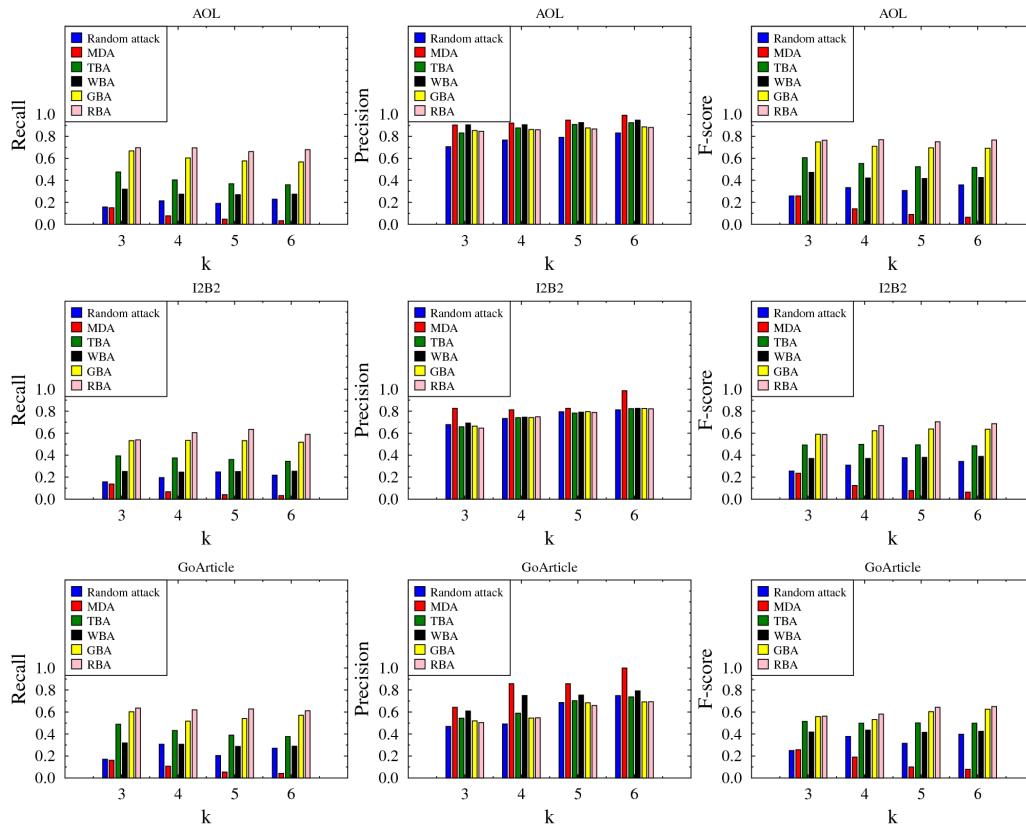 AOL
Random attack
MDA
TBA
WBA
GBA
RBA
Recall
1.0
0.8
0.6
0.4
0.2
0.0
3 4 5 6
k
AOL
Random attack
MDA
TBA
WBA
GBA
RBA
Precision
1.0
0.8
0.6
0.4
0.2
0.0
3 4 5 6
k
AOL
Random attack
MDA
TBA
WBA
GBA
RBA
F-score
1.0
0.8
0.6
0.4
0.2
0.0
3 4 5 6
k
I2B2
Random attack
MDA
TBA
WBA
GBA
RBA
Recall
1.0
0.8
0.6
0.4
0.2
0.0
3 4 5 6
k
I2B2
Random attack
MDA
TBA
WBA
GBA
RBA
Precision
1.0
0.8
0.6
0.4
0.2
0.0
3 4 5 6
k
I2B2
Random attack
MDA
TBA
WBA
GBA
RBA
F-score
1.0
0.8
0.6
0.4
0.2
0.0
3 4 5 6
k
GoArticle
Random attack
MDA
TBA
WBA
GBA
RBA
Recall
1.0
0.8
0.6
0.4
0.2
0.0
3 4 5 6
k
GoArticle
Random attack
MDA
TBA
WBA
GBA
RBA
Precision
1.0
0.8
0.6
0.4
0.2
0.0
3 4 5 6
k
GoArticle
Random attack
MDA
TBA
WBA
GBA
RBA
F-score
1.0
0.8
0.6
0.4
0.2
0.0
3 4 5 6
k